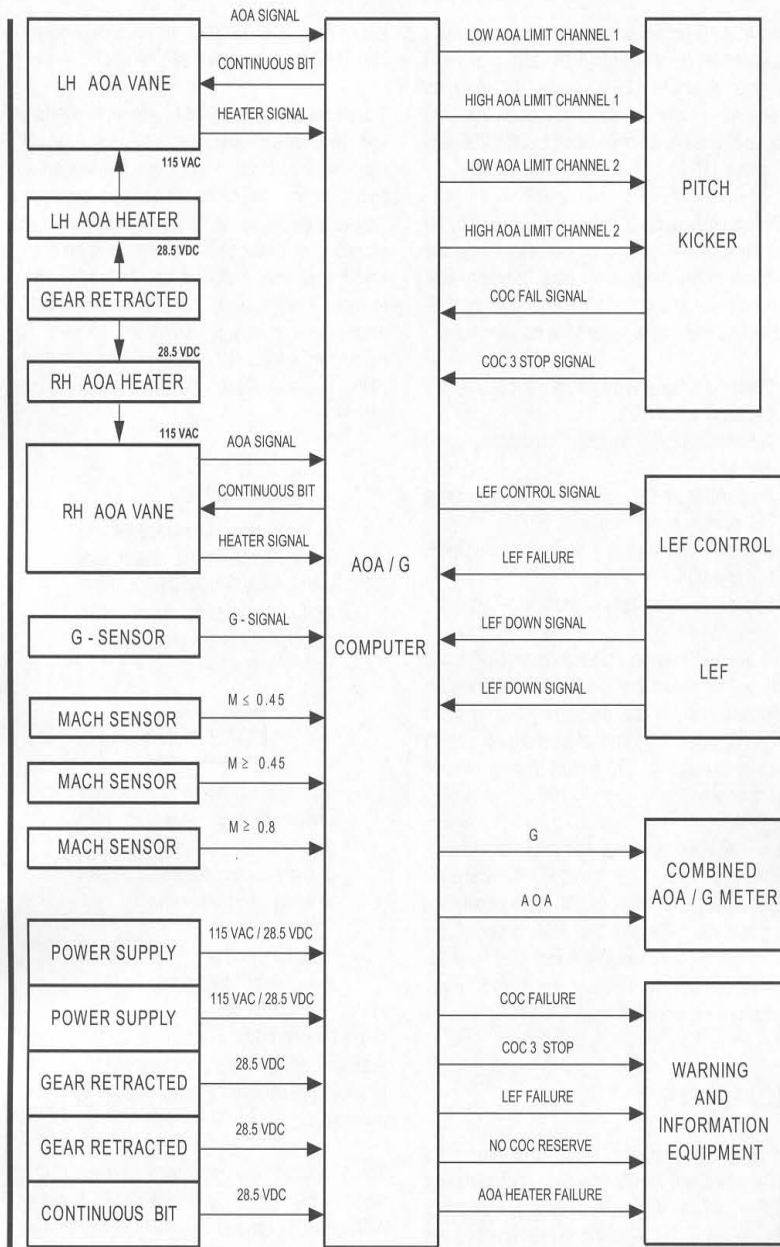 AOA SIGNAL
LH AOA VANE
CONTINUOUS BIT
HEATER SIGNAL
115 VAC
LH AOA HEATER
28.5 VDC
GEAR RETRACTED
28.5 VDC
RH AOA HEATER
115 VAC
AOA SIGNAL
CONTINUOUS BIT
RH AOA VANE
HEATER SIGNAL
G - SENSOR
G - SIGNAL
MACH SENSOR
M ≤ 0.45
MACH SENSOR
M ≥ 0.45
MACH SENSOR
M ≥ 0.8
POWER SUPPLY
115 VAC / 28.5 VDC
POWER SUPPLY
115 VAC / 28.5 VDC
GEAR RETRACTED
28.5 VDC
GEAR RETRACTED
28.5 VDC
CONTINUOUS BIT
28.5 VDC
AOA / G
COMPUTER
LOW AOA LIMIT CHANNEL 1
HIGH AOA LIMIT CHANNEL 1
LOW AOA LIMIT CHANNEL 2
HIGH AOA LIMIT CHANNEL 2
COC FAIL SIGNAL
COC 3 STOP SIGNAL
PITCH
KICKER
LEF CONTROL SIGNAL
LEF FAILURE
LEF CONTROL
LEF DOWN SIGNAL
LEF DOWN SIGNAL
LEF
G
A O A
COMBINED
AOA / G METER
COC FAILURE
COC 3 STOP
LEF FAILURE
NO COC RESERVE
AOA HEATER FAILURE
WARNING
AND
INFORMATION
EQUIPMENT